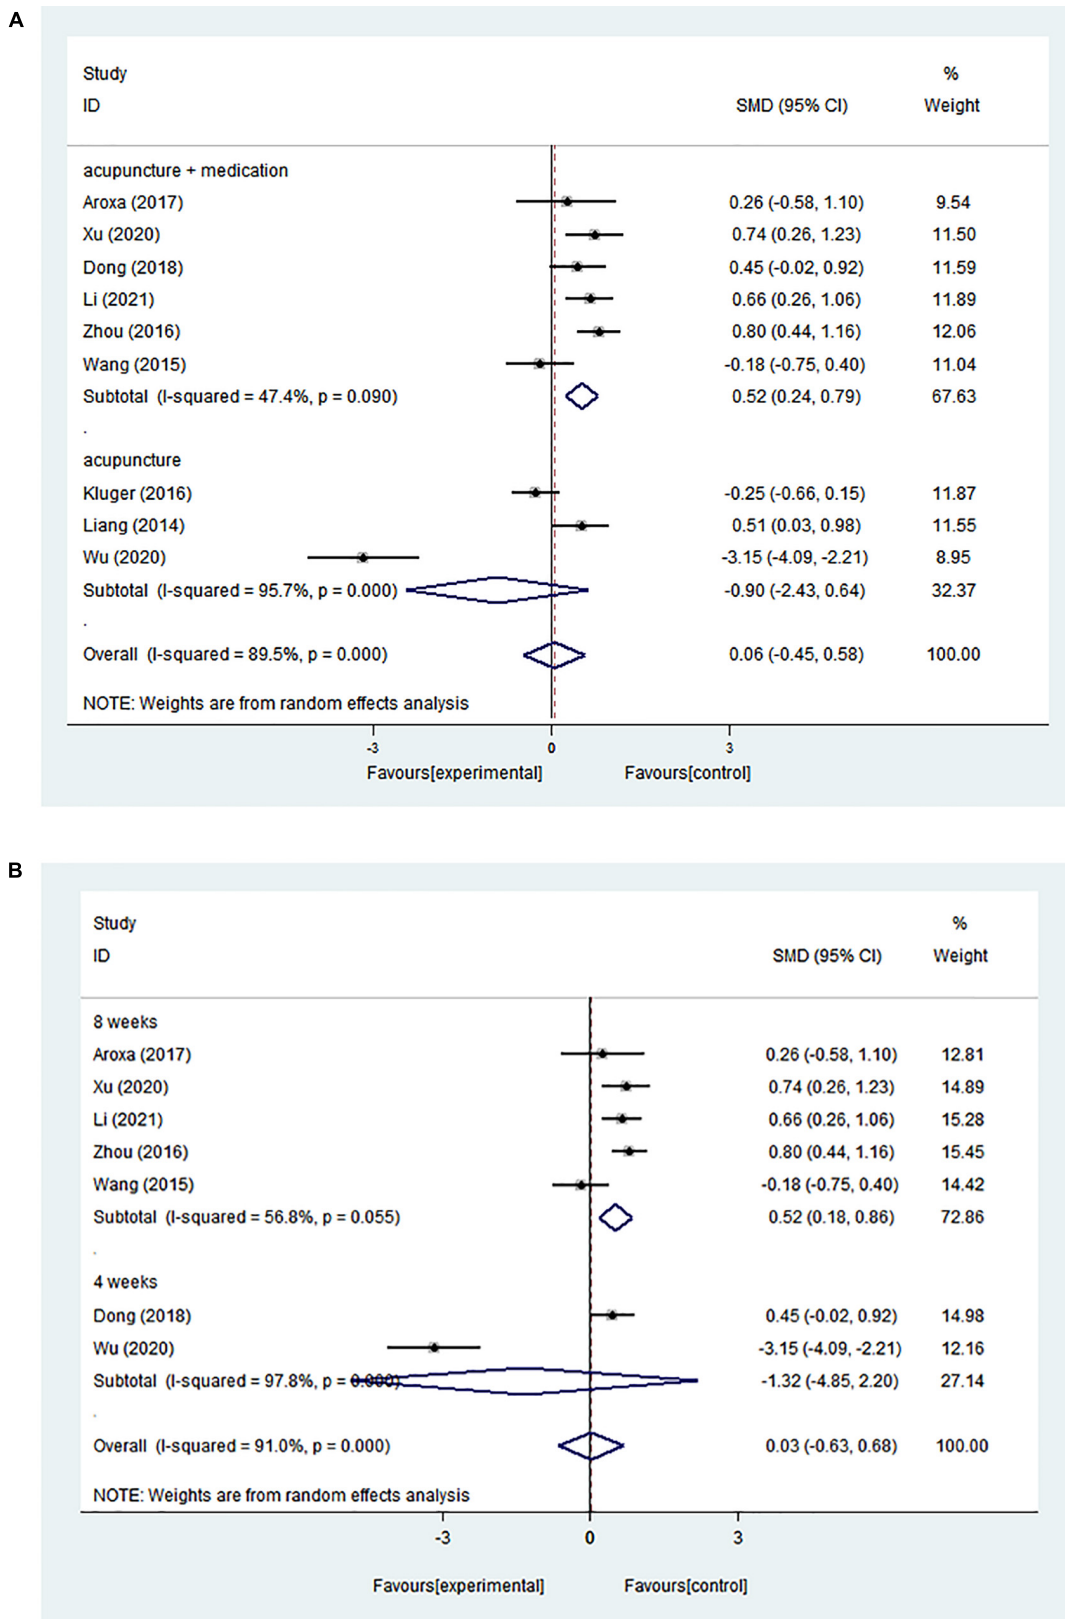 A
Study %
ID SMD (95% CI) Weight
acupuncture + medication
Aroxa (2017) 0.26 (-0.58, 1.10) 9.54
Xu (2020) 0.74 (0.26, 1.23) 11.50
Dong (2018) 0.45 (-0.02, 0.92) 11.59
Li (2021) 0.66 (0.26, 1.06) 11.89
Zhou (2016) 0.80 (0.44, 1.16) 12.06
Wang (2015) -0.18 (-0.75, 0.40) 11.04
Subtotal (I-squared = 47.4%, p = 0.090) 0.52 (0.24, 0.79) 67.63
.
acupuncture
Kluger (2016) -0.25 (-0.66, 0.15) 11.87
Liang (2014) 0.51 (0.03, 0.98) 11.55
Wu (2020) -3.15 (-4.09, -2.21) 8.95
Subtotal (I-squared = 95.7%, p = 0.000) -0.90 (-2.43, 0.64) 32.37
.
Overall (I-squared = 89.5%, p = 0.000) 0.06 (-0.45, 0.58) 100.00
NOTE: Weights are from random effects analysis
-3 0 3
Favours[experimental] Favours[control]
B
Study %
ID SMD (95% CI) Weight
8 weeks
Aroxa (2017) 0.26 (-0.58, 1.10) 12.81
Xu (2020) 0.74 (0.26, 1.23) 14.89
Li (2021) 0.66 (0.26, 1.06) 15.28
Zhou (2016) 0.80 (0.44, 1.16) 15.45
Wang (2015) -0.18 (-0.75, 0.40) 14.42
Subtotal (I-squared = 56.8%, p = 0.055) 0.52 (0.18, 0.86) 72.86
.
4 weeks
Dong (2018) 0.45 (-0.02, 0.92) 14.98
Wu (2020) -3.15 (-4.09, -2.21) 12.16
Subtotal (I-squared = 97.8%, p = 0.000) -1.32 (-4.85, 2.20) 27.14
.
Overall (I-squared = 91.0%, p = 0.000) 0.03 (-0.63, 0.68) 100.00
NOTE: Weights are from random effects analysis
-3 0 3
Favours[experimental] Favours[control]